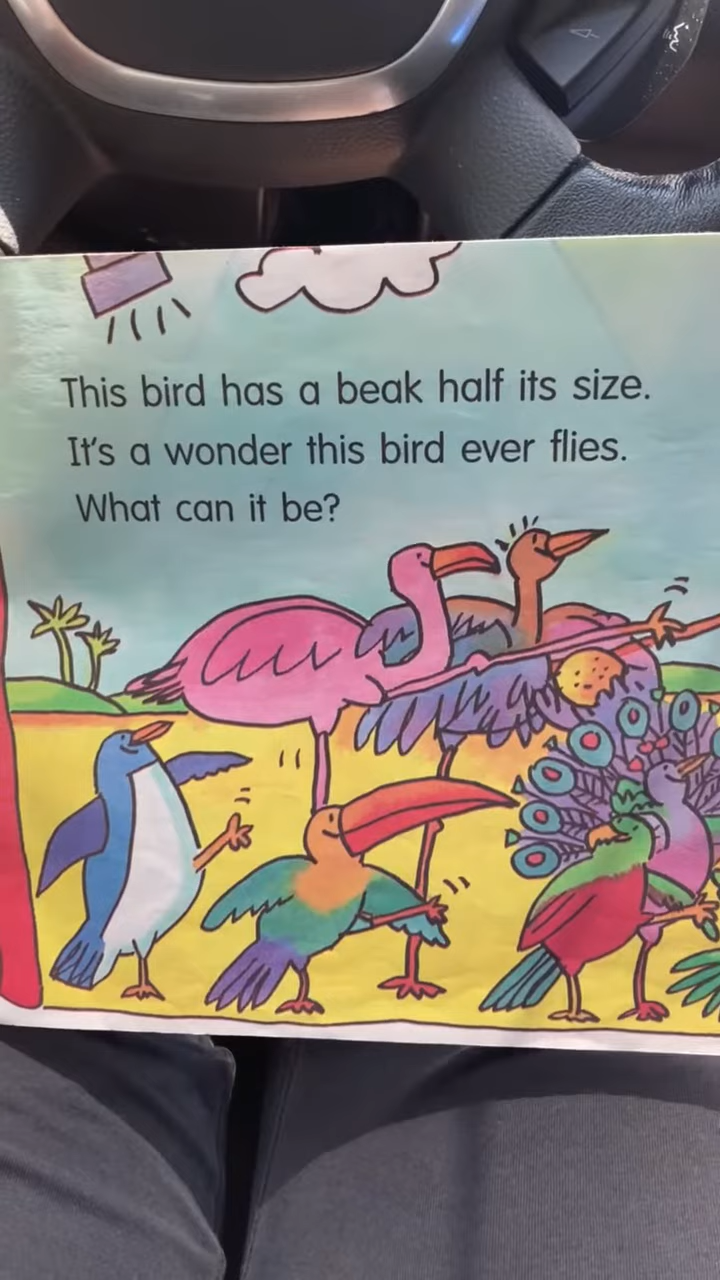 This bird has a beak half its size.
It's a wonder this bird ever flies.
What can it be?